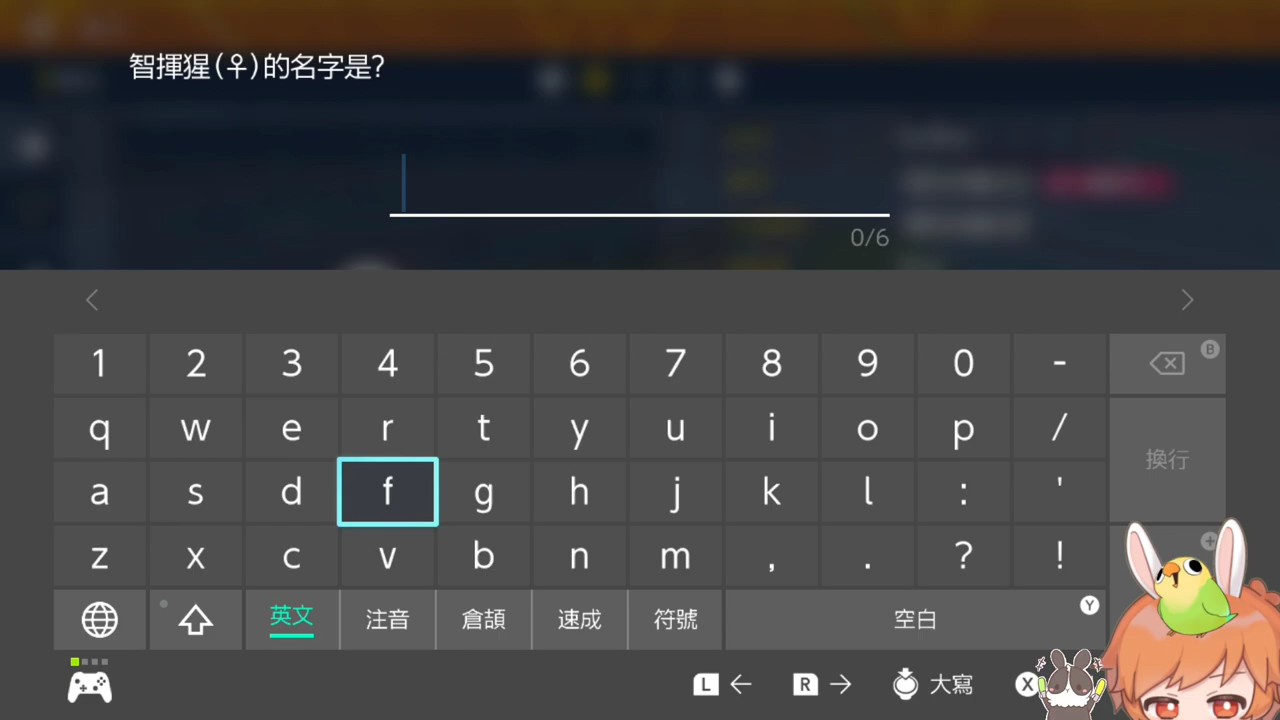 智揮猩(♀)的名字是?
0/6
1 2 3 4 5 6 7 8 9 0 -
B
q w e r t y u i o p /
換行
a s d f g h j k l : '
z x c v b n m , . ? !
+
英文 注音 倉頡 速成 符號 空白 Y
L ← R → 大寫 X